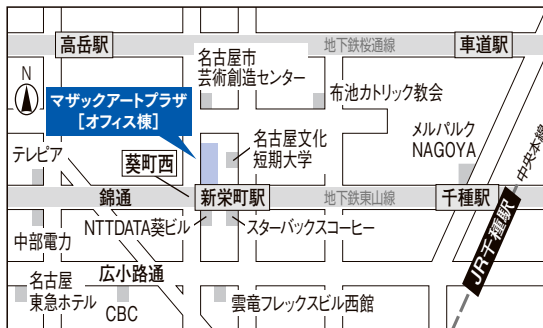 高岳駅
地下鉄桜通線
車道駅
名古屋市
芸術創造センター
N
マザックアートプラザ
[オフィス棟]
布池カトリック教会
メルパルク
NAGOYA
中央本線
名古屋文化
短期大学
テレピア
葵町西
錦通
新栄町駅
地下鉄東山線
千種駅
JR千種駅
中部電力
NTTDATA葵ビル
スターバックスコーヒー
広小路通
名古屋
東急ホテル
CBC
雲竜フレックスビル西館